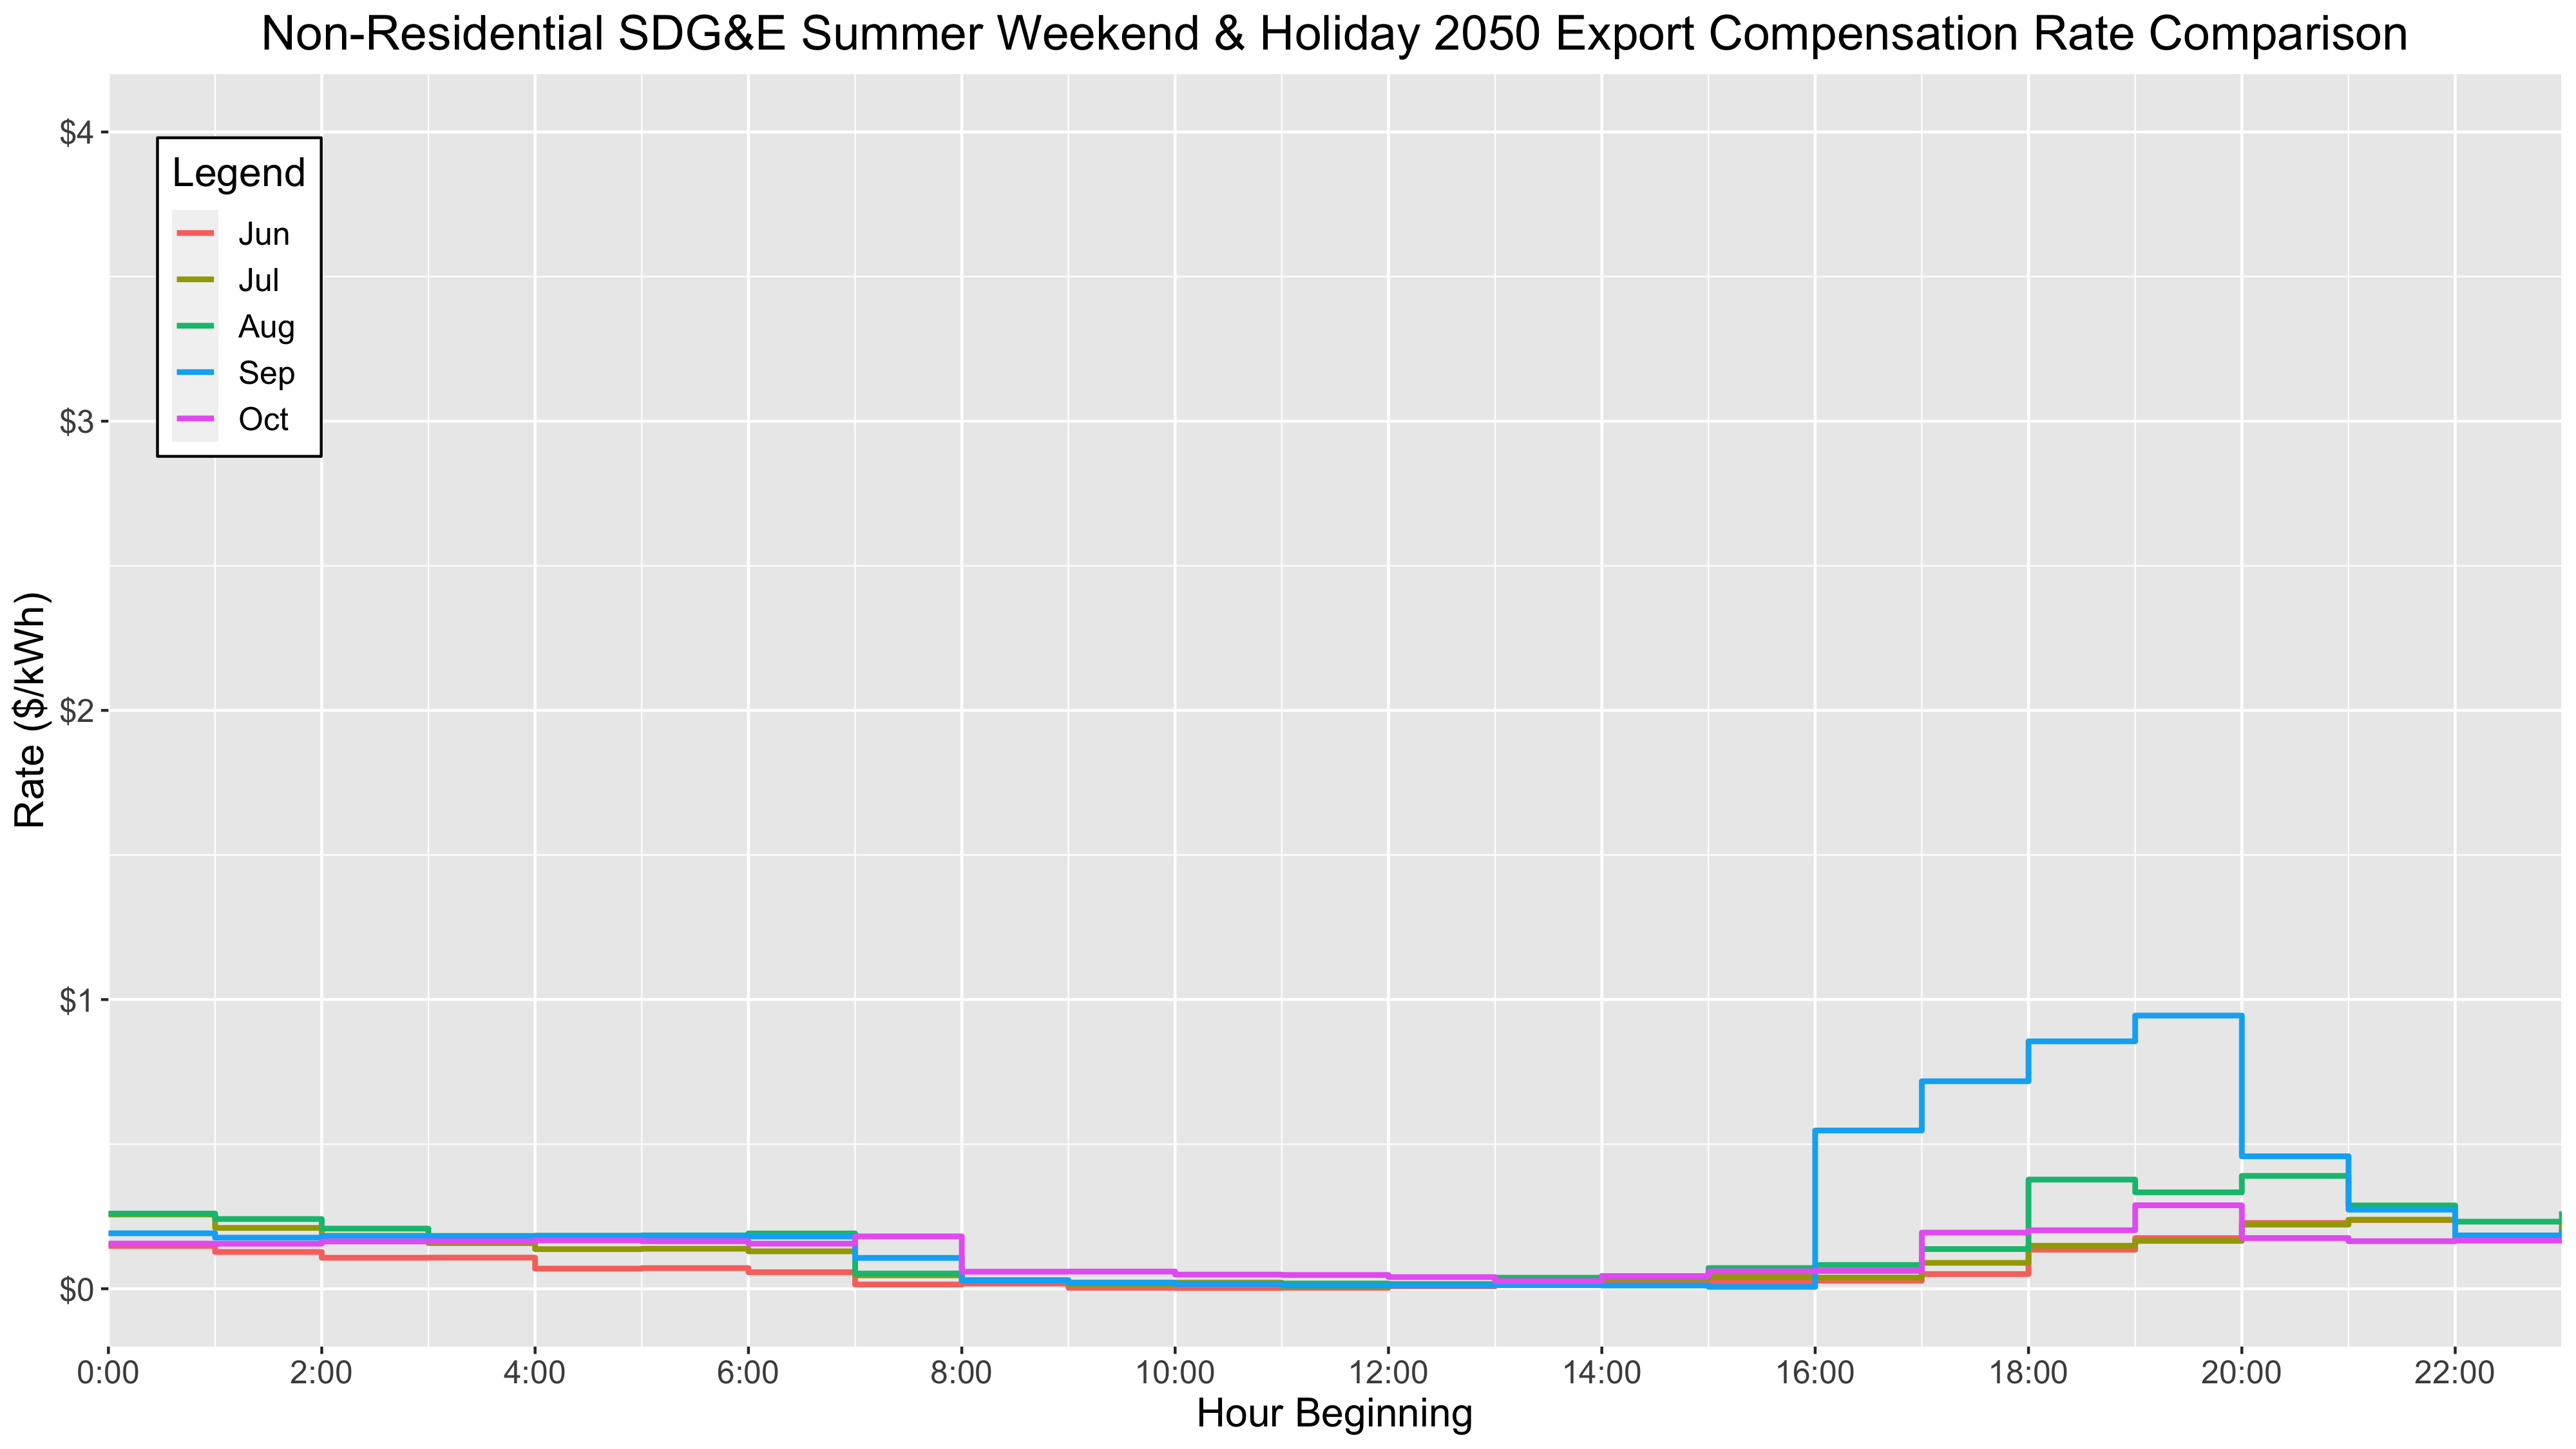 Non-Residential SDG&E Summer Weekend & Holiday 2050 Export Compensation Rate Comparison
$4
Legend
Jun
Jul
Aug
Sep
Oct
$3
Rate ($/kWh)
$2
$1
$0
0:00 2:00 4:00 6:00 8:00 10:00 12:00 14:00 16:00 18:00 20:00 22:00
Hour Beginning